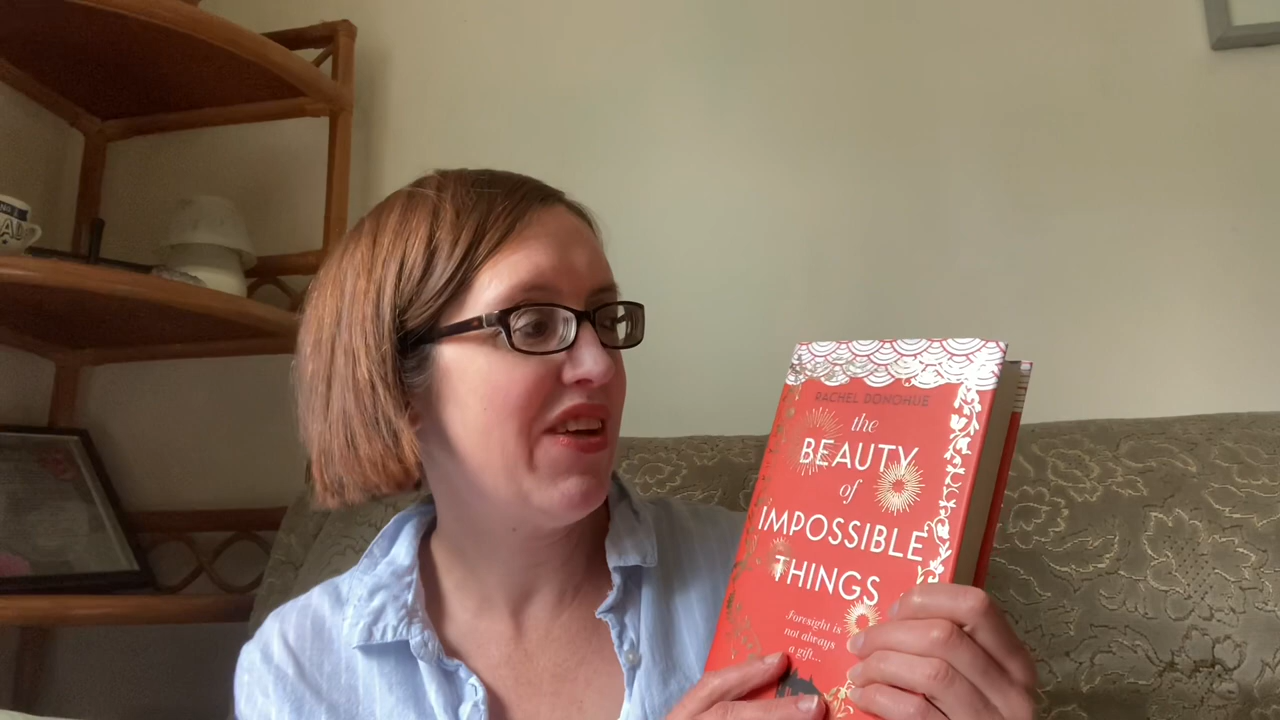 RACHEL DONOHUE
the
BEAUTY
of
IMPOSSIBLE
THINGS
Foresight is
not always
a gift...